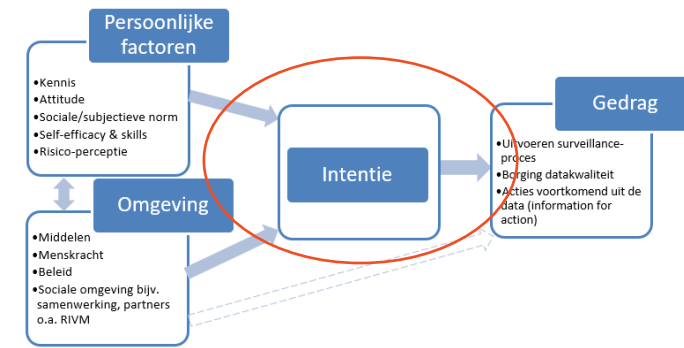 Persoonlijke
factoren
•Kennis
•Attitude
•Sociale/subjectieve norm
•Self-efficacy & skills
•Risico-perceptie
Omgeving
•Middelen
•Menskracht
•Beleid
•Sociale omgeving bijv.
samenwerking, partners
o.a. RIVM
Intentie
Gedrag
•Uitvoeren surveillance-
proces
•Borging datakwaliteit
•Acties voortkomend uit de
data (information for
action)